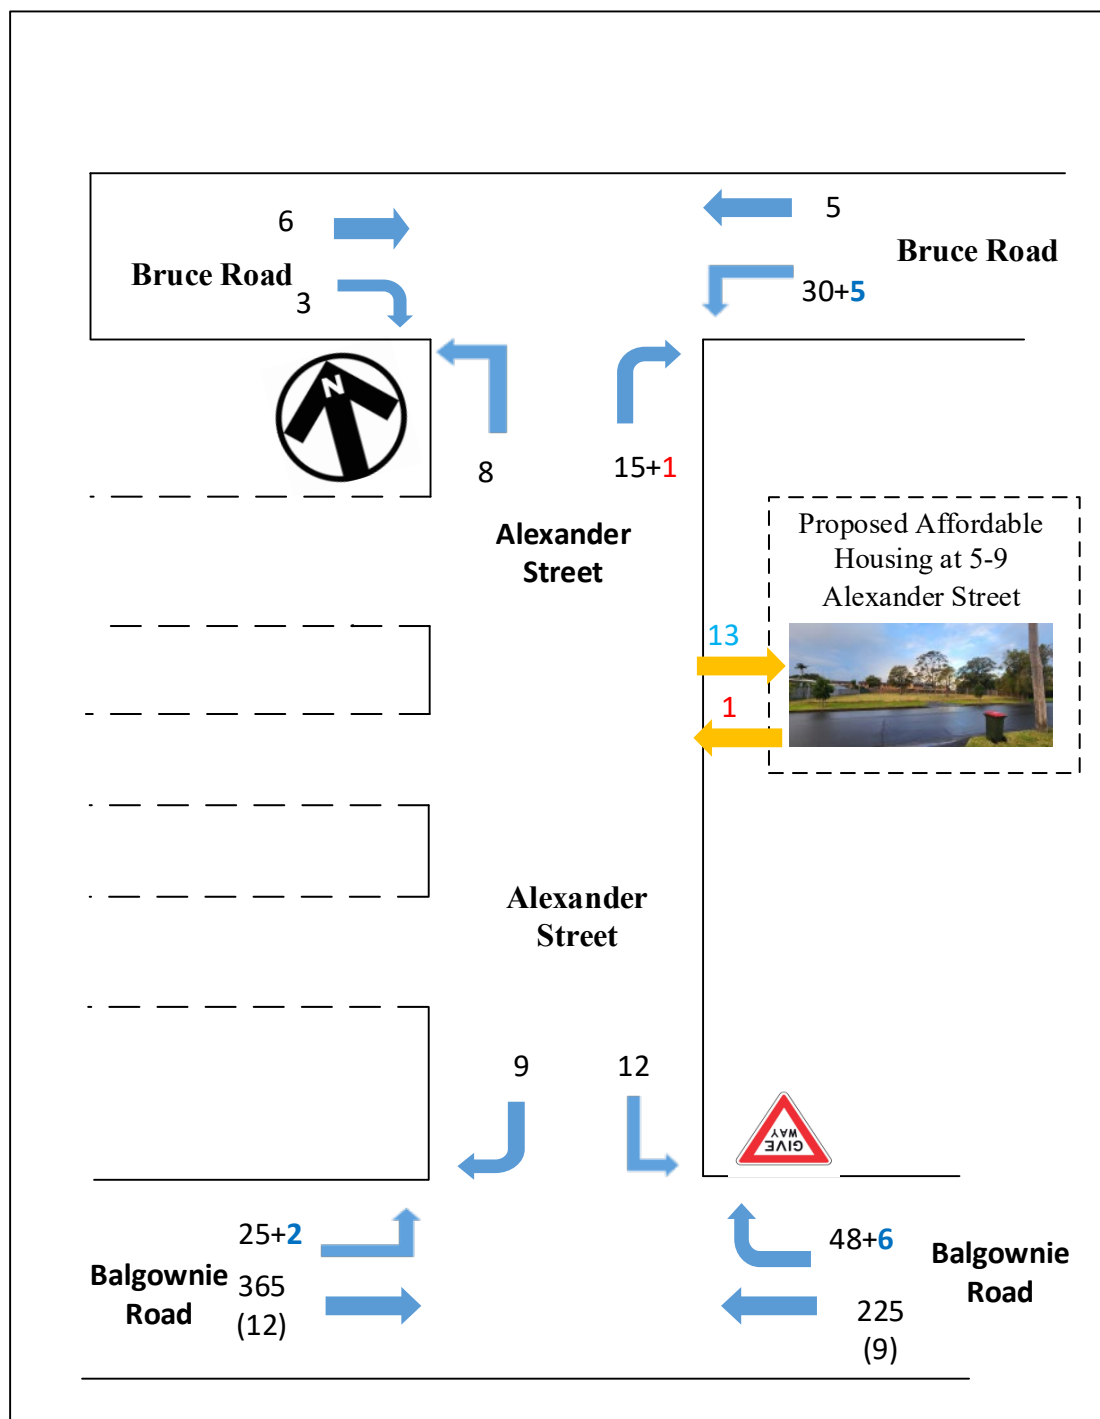 6
5
Bruce Road
Bruce Road
3
30+5
N
8
15+1
Alexander
Street
Proposed Affordable
Housing at 5-9
Alexander Street
13
1
Alexander
Street
9
12
GIVE
WAY
25+2
48+6
Balgownie
Road
365
(12)
Balgownie
Road
225
(9)